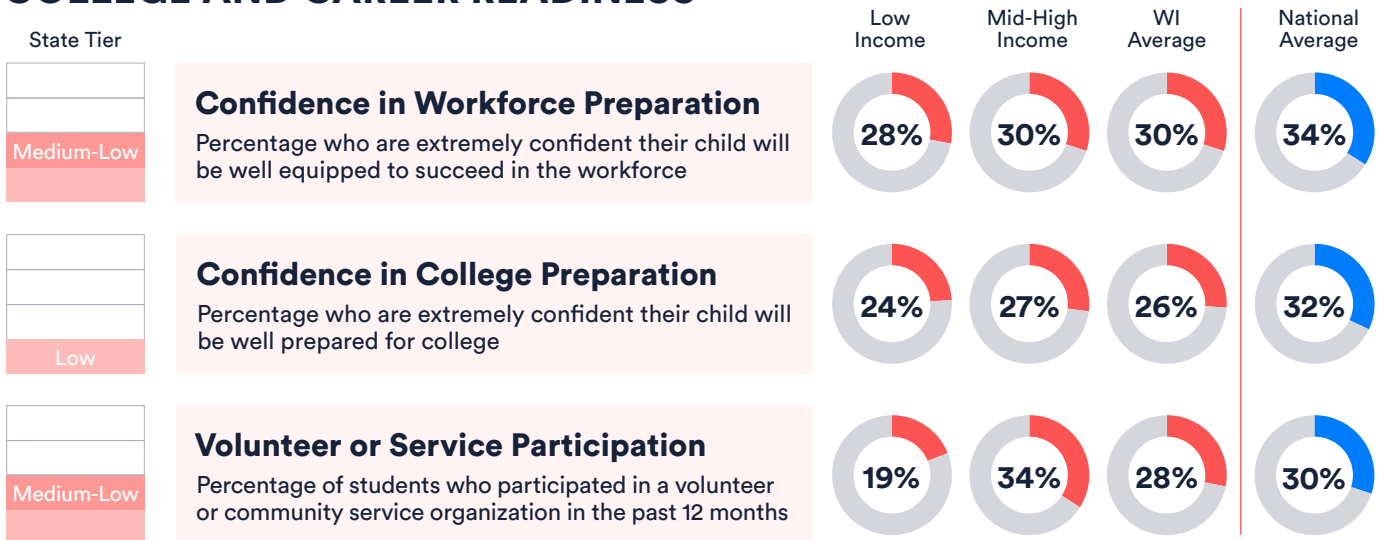 COLLEGE AND CAREER READINESS
State Tier
Low
Income
Mid-High
Income
WI
Average
National
Average
Medium-Low
Confidence in Workforce Preparation
Percentage who are extremely confident their child will
be well equipped to succeed in the workforce
28%
30%
30%
34%
Low
Confidence in College Preparation
Percentage who are extremely confident their child will
be well prepared for college
24%
27%
26%
32%
Medium-Low
Volunteer or Service Participation
Percentage of students who participated in a volunteer
or community service organization in the past 12 months
19%
34%
28%
30%